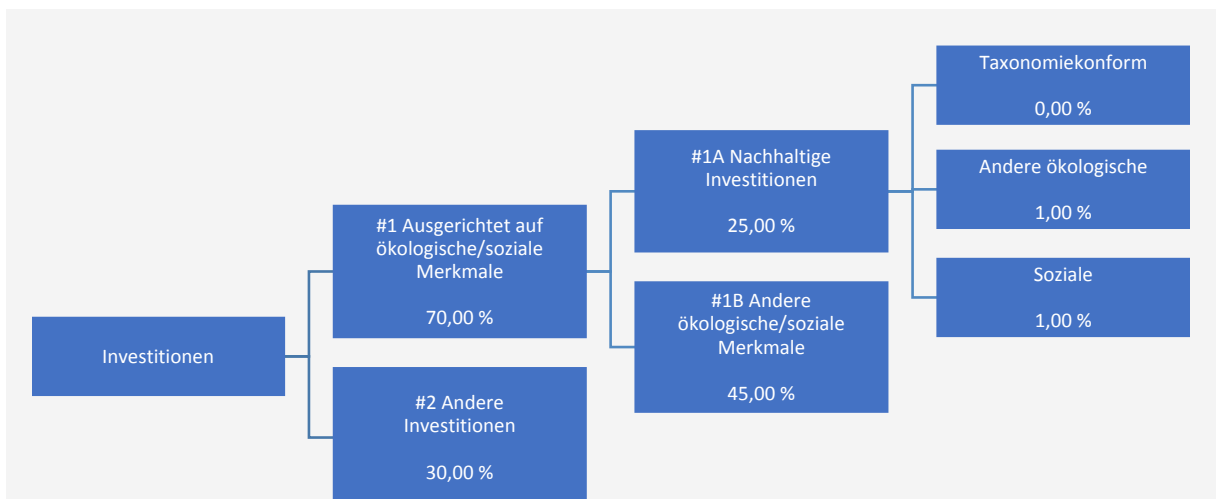 Investitionen
#1 Ausgerichtet auf
ökologische/soziale
Merkmale
70,00 %
#2 Andere
Investitionen
30,00 %
#1A Nachhaltige
Investitionen
25,00 %
#1B Andere
ökologische/soziale
Merkmale
45,00 %
Taxonomiekonform
0,00 %
Andere ökologische
1,00 %
Soziale
1,00 %